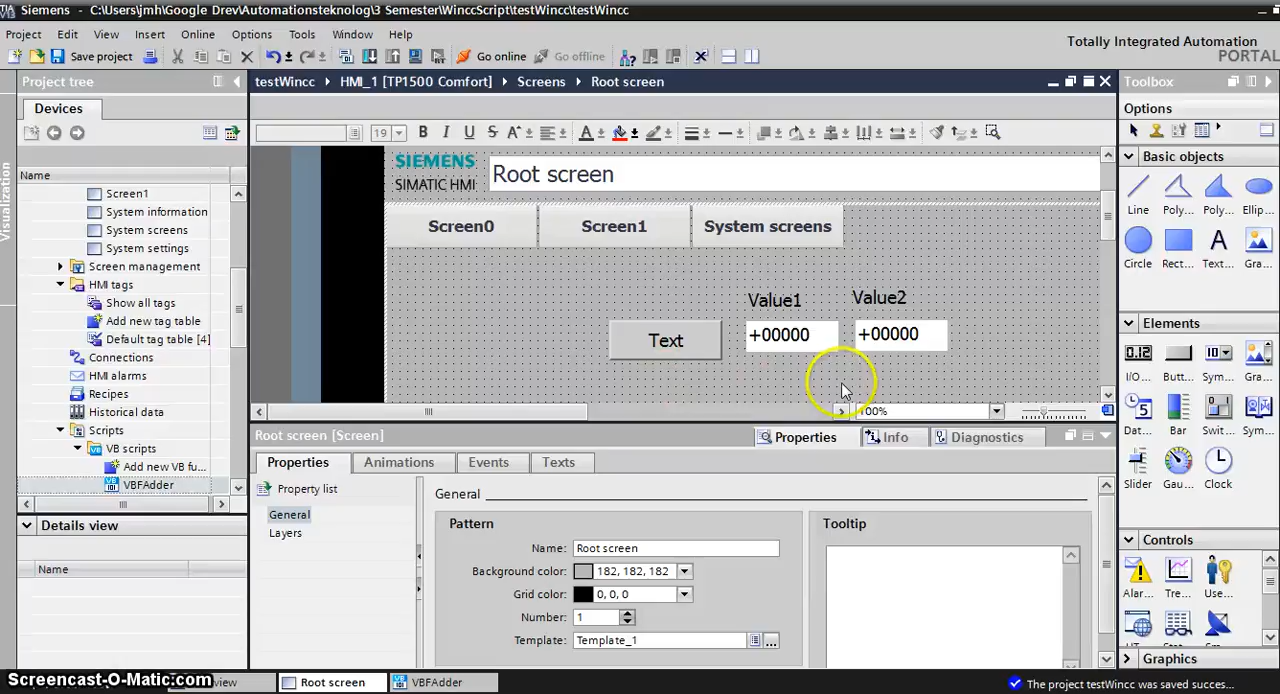 Siemens - C:\Users\jmh\Google Drev\Automationsteknolog\3 Semester\WinccScript\testWincc\testWincc
Project Edit View Insert Online Options Tools Window Help
Totally Integrated Automation
PORTAL
Save project
Go online
Go offline
Project tree
testWincc
HMI_1 [TP1500 Comfort]
Screens
Root screen
Toolbox
Devices
Options
19
Name
Basic objects
Visualization
Screen1
System information
System screens
System settings
Screen management
HMI tags
Show all tags
Add new tag table
Default tag table [4]
Connections
HMI alarms
Recipes
Historical data
Scripts
VB scripts
Add new VB fu...
VBFAdder
Details view
Name
SIEMENS
SIMATIC HMI
Root screen
Screen0
Screen1
System screens
Value1
Value2
Text
+00000
+00000
100%
Line
Poly...
Poly...
Ellip...
Circle
Rect...
Text...
Gra...
Elements
I/O...
Butt...
Sym...
Gra...
Dat...
Bar
Swit...
Sym...
Slider
Gau...
Clock
Controls
Alar...
Tre...
Use...
Graphics
Root screen [Screen]
Properties
Info
Diagnostics
Properties
Animations
Events
Texts
Property list
General
Layers
General
Pattern
Name: Root screen
Background color: 182, 182, 182
Grid color: 0, 0, 0
Number: 1
Template: Template_1
Tooltip
Screencast-O-Matic.com
Root screen
VBFAdder
The project testWincc was saved succes...